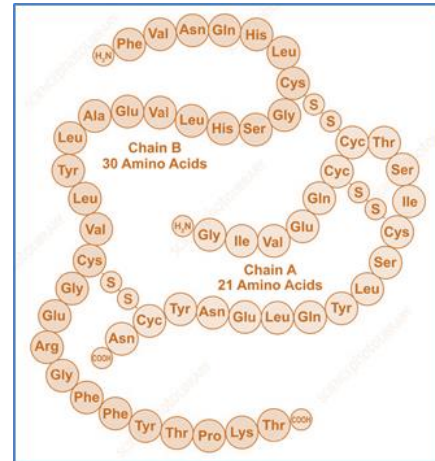 H₂N Phe Val Asn Gln His Leu Cys Gly Ser His Leu Val Glu Ala Leu Tyr Leu Val Cys Gly Glu Arg Gly Phe Phe Tyr Thr Pro Lys Thr COOH
S
S
Chain B
30 Amino Acids
H₂N Gly Ile Val Glu Gln Cyc Cyc Thr Ser Ile Cys Ser Leu Tyr Gln Leu Glu Asn Tyr Cyc Asn COOH
S
S
Chain A
21 Amino Acids
S
S